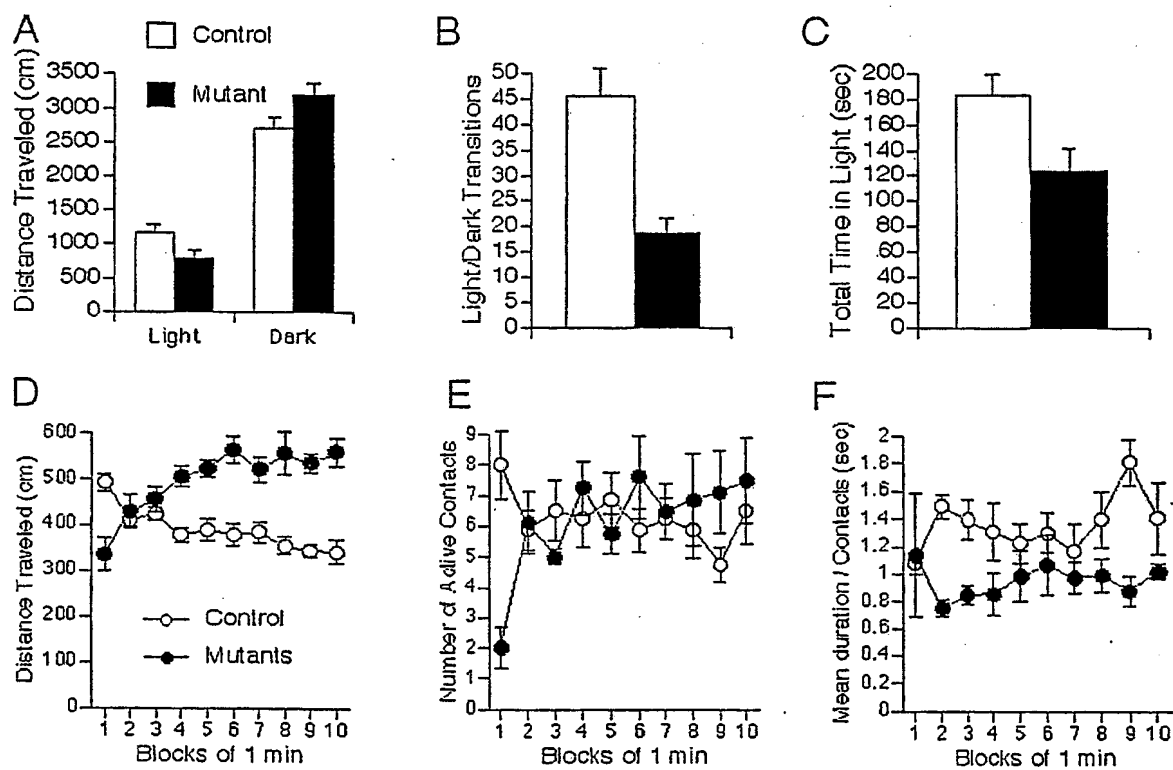 A
Control
Mutant
Distance Traveled (cm)
3500
3000
2500
2000
1500
1000
500
0
Light
Dark
B
Light/Dark Transitions
50
45
40
35
30
25
20
15
10
5
0
C
Total Time in Light (sec)
200
180
160
140
120
100
80
60
40
20
0
D
Distance Traveled (cm)
600
500
400
300
300
100
0
Control
Mutants
1 2 3 4 5 6 7 8 9 10
Blocks of 1 min
E
Number of Active Contacts
9
8
7
6
5
4
3
2
1
0
1 2 3 4 5 6 7 8 9 10
Blocks of 1 min
F
Mean duration / Contacts (sec)
2
1.8
1.6
1.4
1.2
1
0.8
0.6
0.4
0.2
0
1 2 3 4 5 6 7 8 9 10
Blocks of 1 min